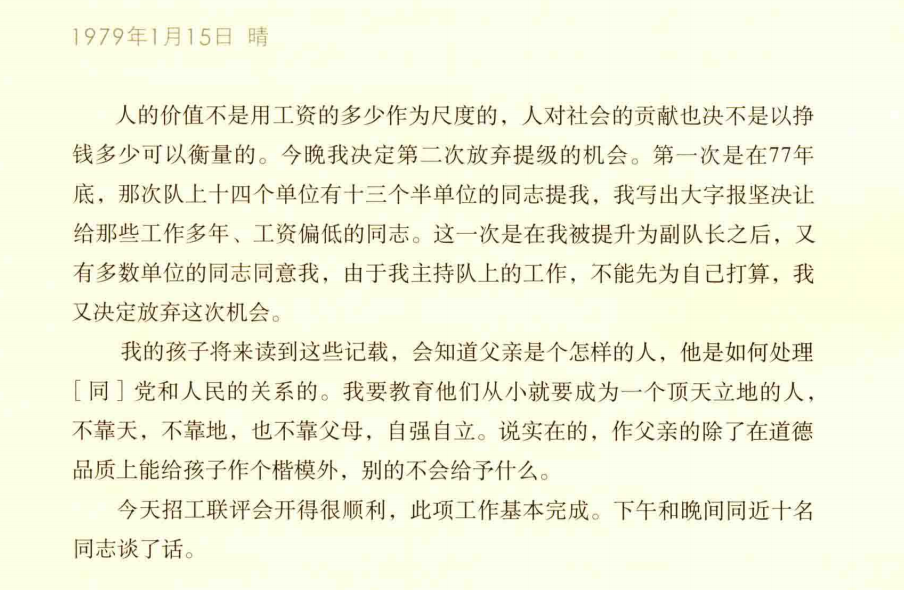 1979年1月15日 晴
人的价值不是用工资的多少作为尺度的，人对社会的贡献也决不是以挣
钱多少可以衡量的。今晚我决定第二次放弃提级的机会。第一次是在77年
底，那次队上十四个单位有十三个半单位的同志提我，我写出大字报坚决让
给那些工作多年、工资偏低的同志。这一次是在我被提升为副队长之后，又
有多数单位的同志同意我，由于我主持队上的工作，不能先为自己打算，我
又决定放弃这次机会。
我的孩子将来读到这些记载，会知道父亲是个怎样的人，他是如何处理
［同］党和人民的关系的。我要教育他们从小就要成为一个顶天立地的人，
不靠天，不靠地，也不靠父母，自强自立。说实在的，作父亲的除了在道德
品质上能给孩子作个楷模外，别的不会给予什么。
今天招工联评会开得很顺利，此项工作基本完成。下午和晚间同近十名
同志谈了话。